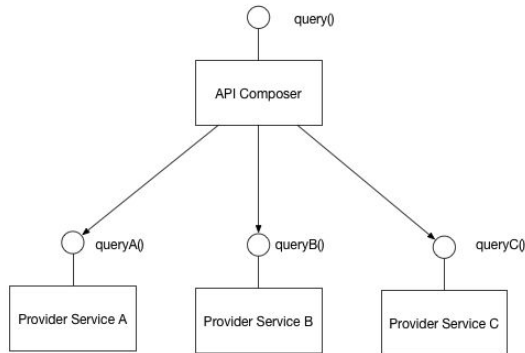 query()
API Composer
queryA()
queryB()
queryC()
Provider Service A
Provider Service B
Provider Service C